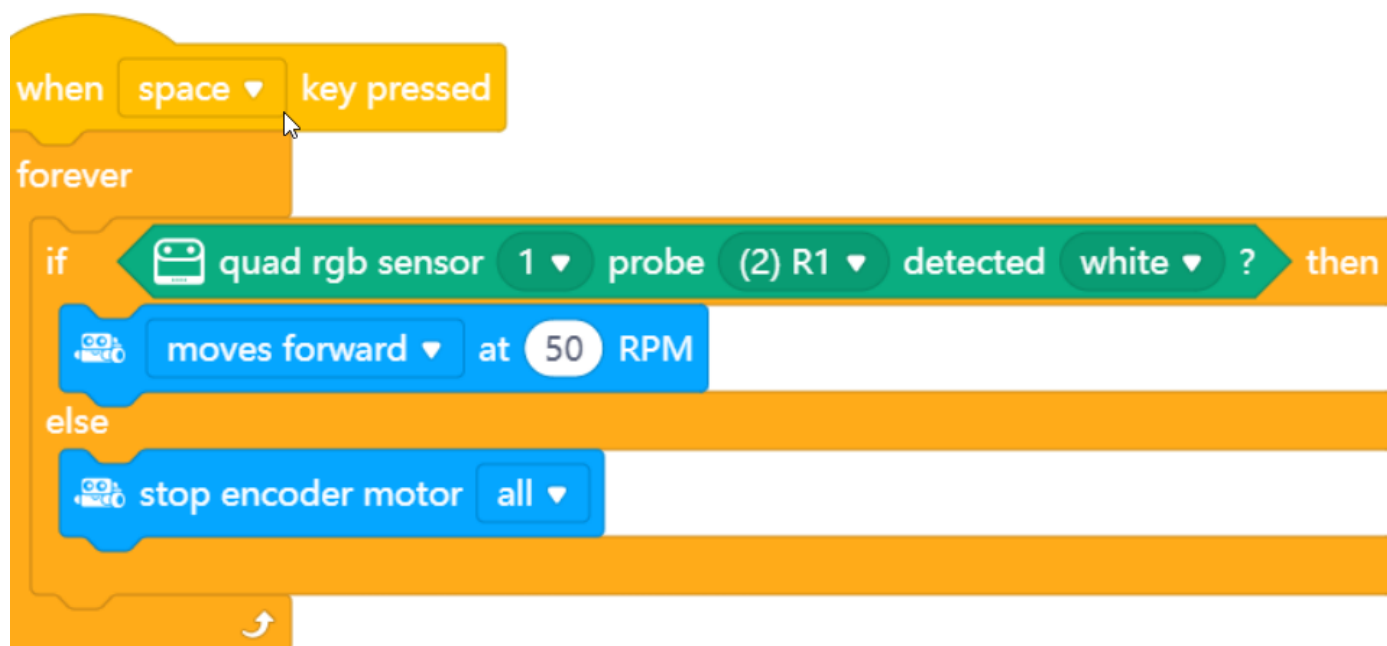 when space key pressed
forever
if quad rgb sensor 1 probe (2) R1 detected white ? then
moves forward at 50 RPM
else
stop encoder motor all